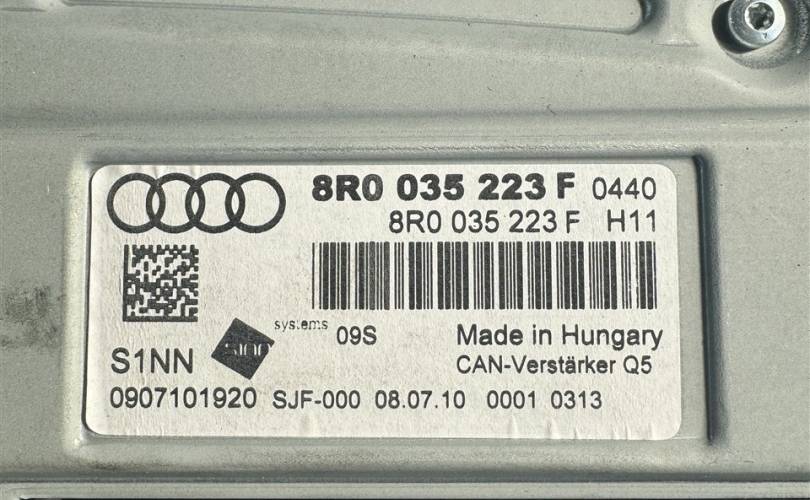 8R0 035 223 F 0440
8R0 035 223 F H11
systems 09S
Made in Hungary
S1NN
CAN-Verstärker Q5
0907101920 SJF-000 08.07.10 0001 0313